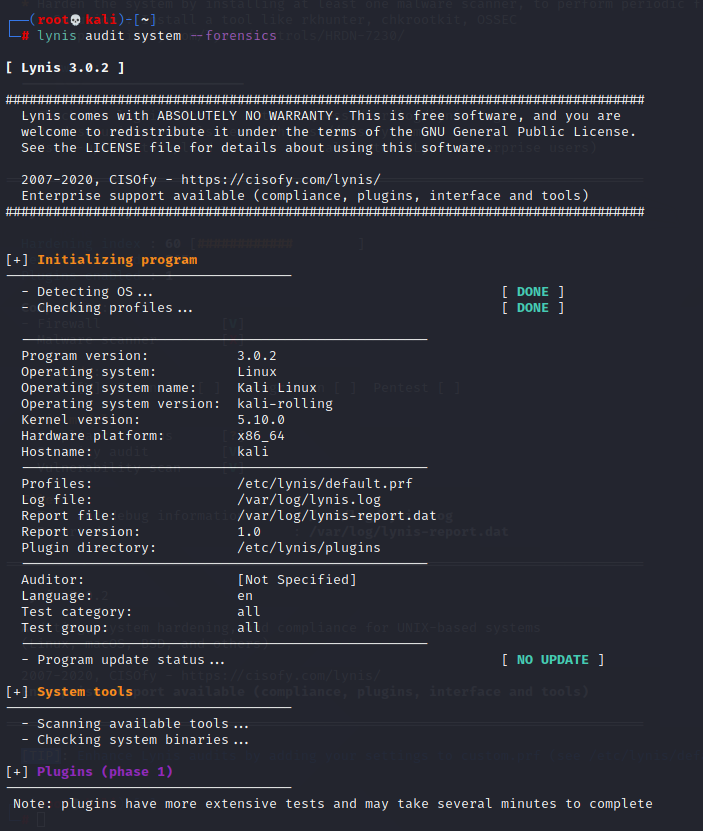 ┌──(root💀kali)-[~]
└─# lynis audit system --forensics
[ Lynis 3.0.2 ]
################################################################################
Lynis comes with ABSOLUTELY NO WARRANTY. This is free software, and you are
welcome to redistribute it under the terms of the GNU General Public License.
See the LICENSE file for details about using this software.
2007-2020, CISOfy - https://cisofy.com/lynis/
Enterprise support available (compliance, plugins, interface and tools)
################################################################################
[+] Initializing program
------------------------------------
- Detecting OS... [ DONE ]
- Checking profiles... [ DONE ]
---------------------------------------------------
Program version: 3.0.2
Operating system: Linux
Operating system name: Kali Linux
Operating system version: kali-rolling
Kernel version: 5.10.0
Hardware platform: x86_64
Hostname: kali
---------------------------------------------------
Profiles: /etc/lynis/default.prf
Log file: /var/log/lynis.log
Report file: /var/log/lynis-report.dat
Report version: 1.0
Plugin directory: /etc/lynis/plugins
---------------------------------------------------
Auditor: [Not Specified]
Language: en
Test category: all
Test group: all
---------------------------------------------------
- Program update status... [ NO UPDATE ]
[+] System tools
------------------------------------
- Scanning available tools...
- Checking system binaries...
[+] Plugins (phase 1)
------------------------------------
Note: plugins have more extensive tests and may take several minutes to complete